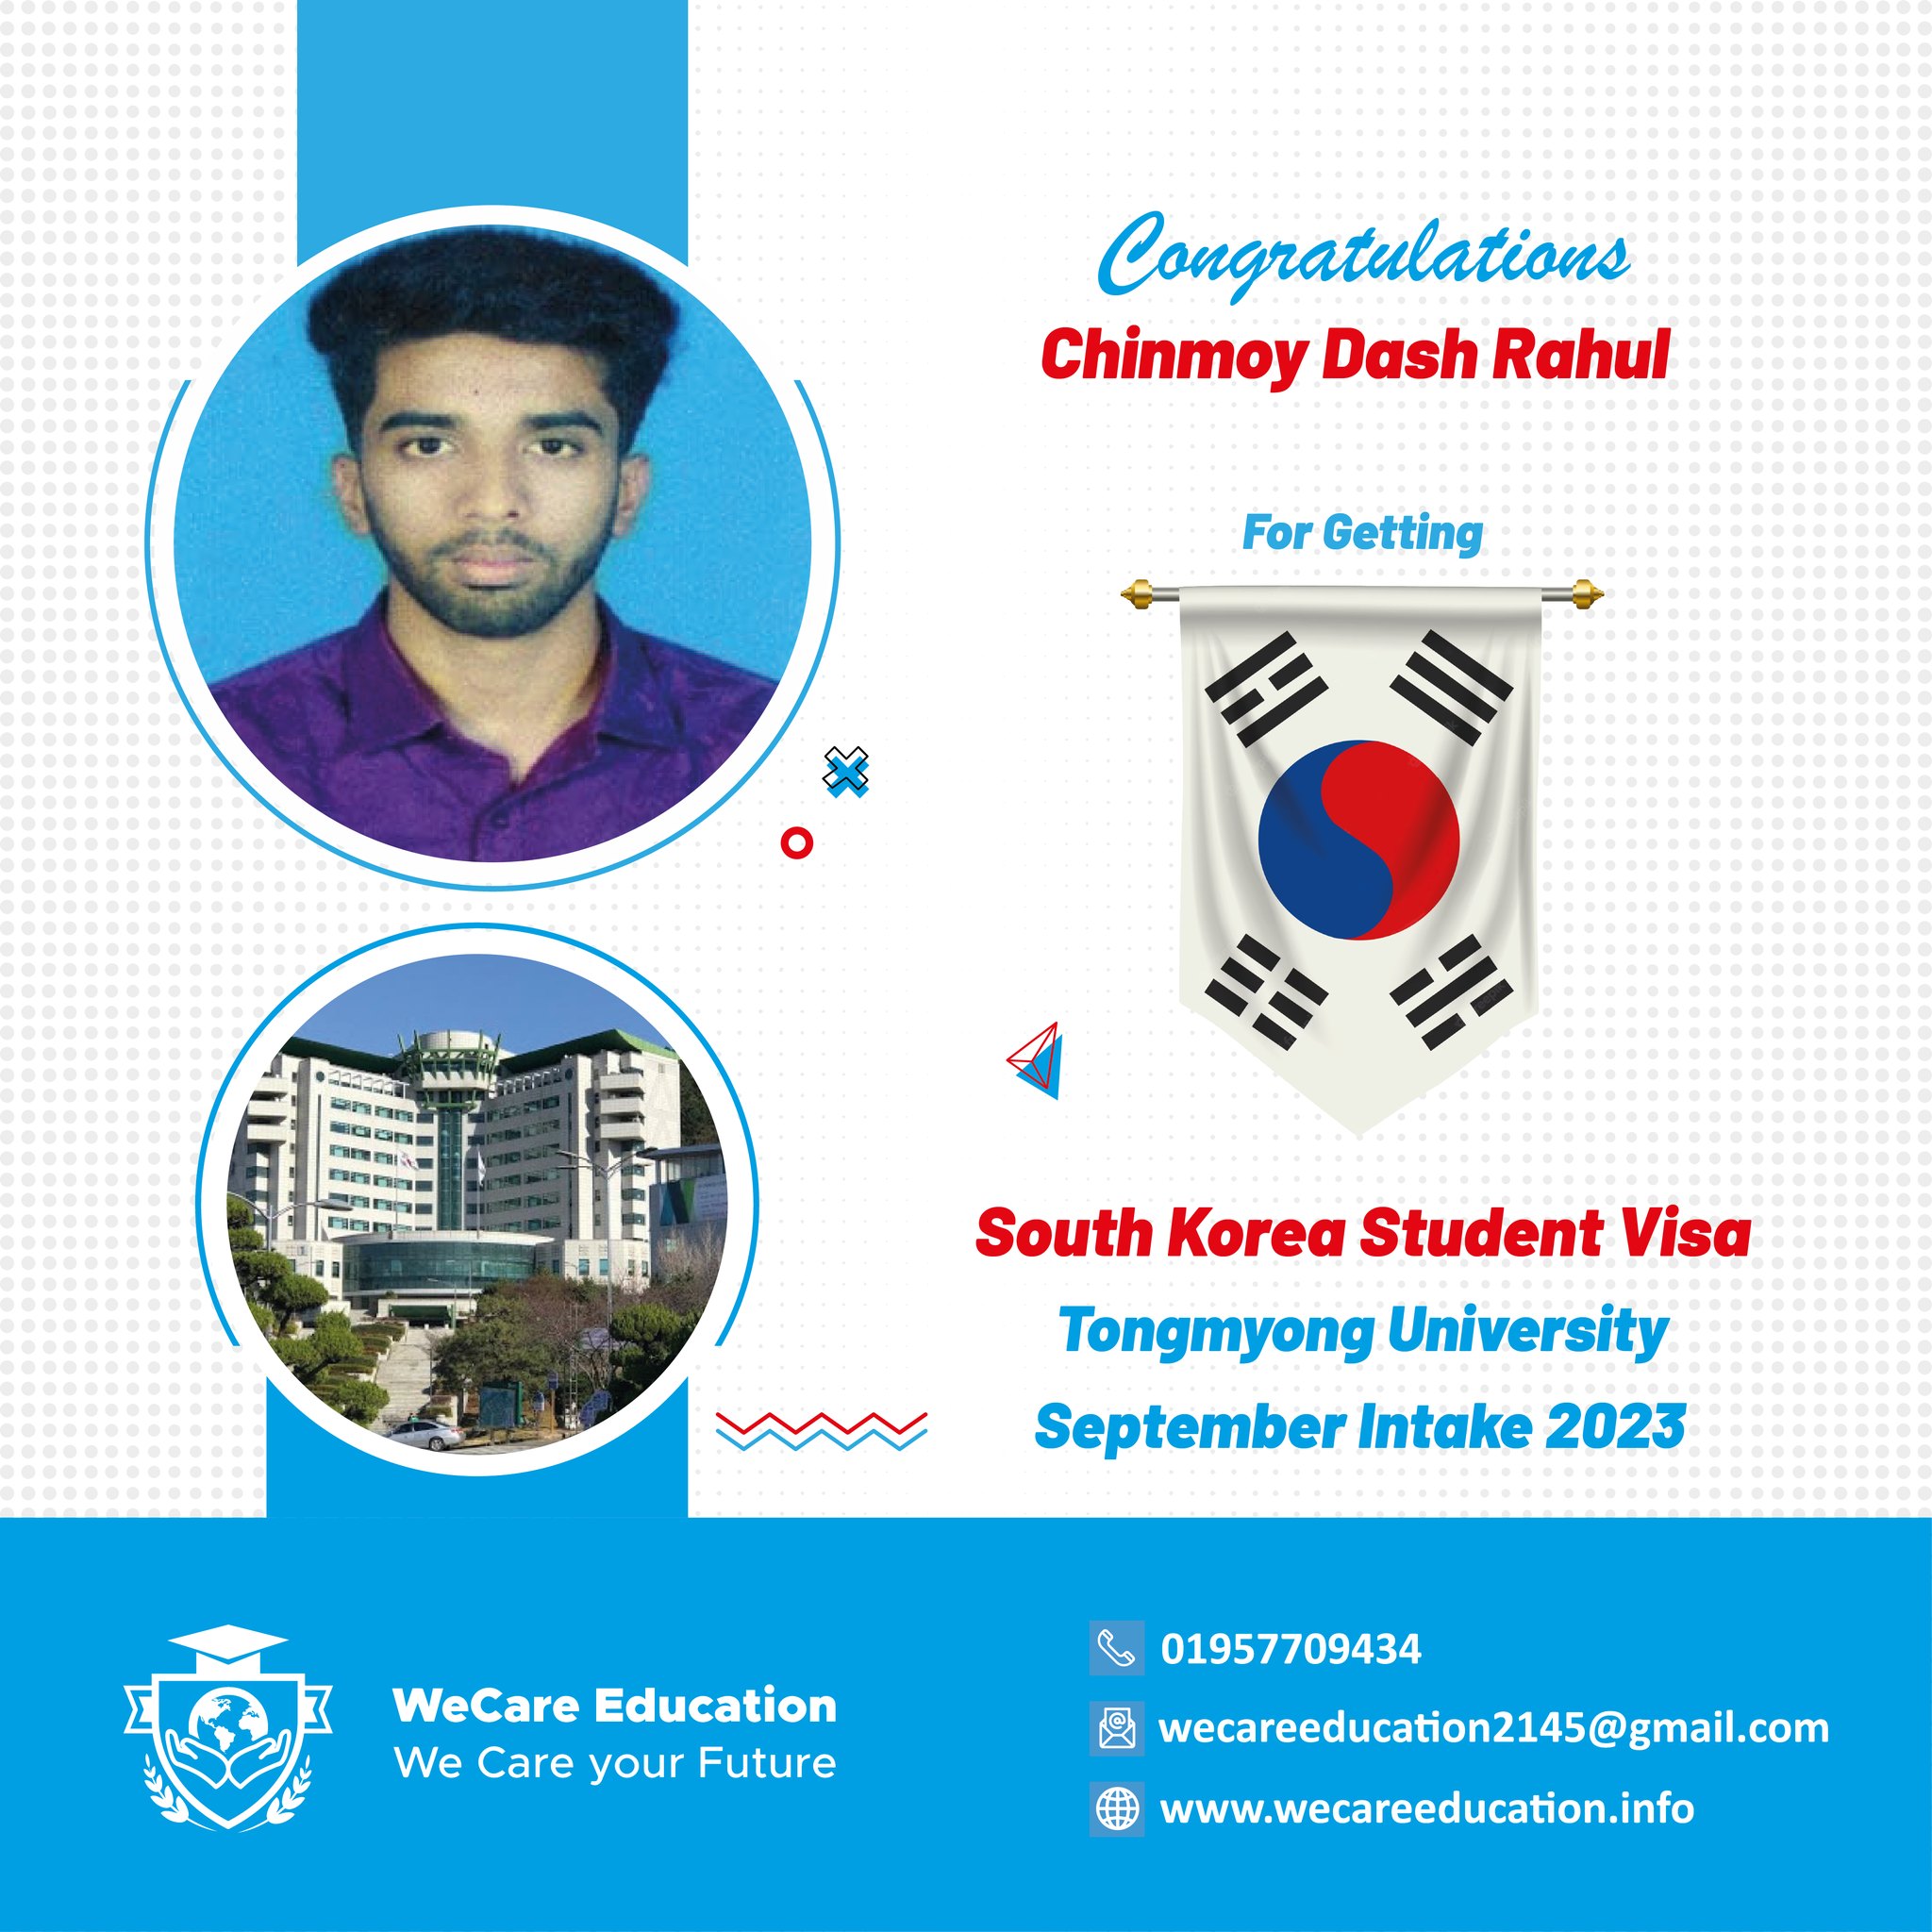 Congratulations
Chinmoy Dash Rahul
For Getting
South Korea Student Visa
Tongmyong University
September Intake 2023
WeCare Education
We Care your Future
01957709434
wecareeducation2145@gmail.com
www.wecareeducation.info